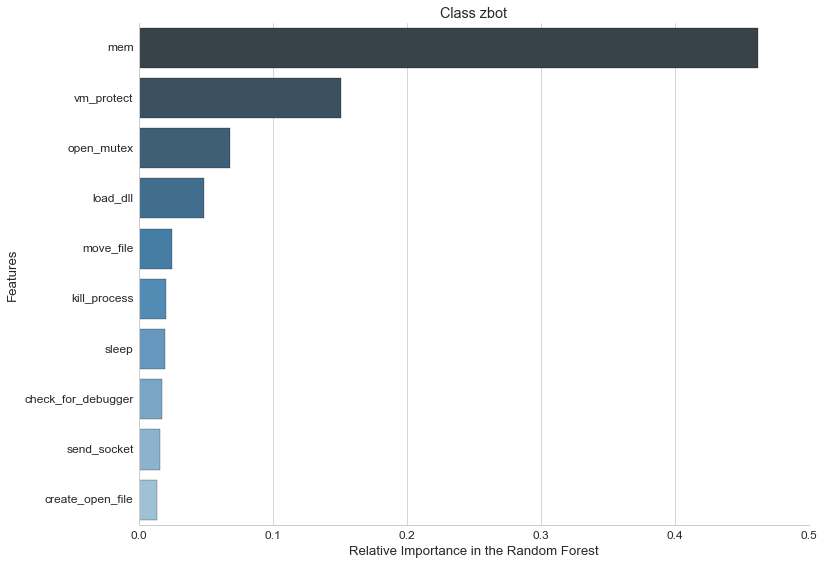 Class zbot
mem
vm_protect
open_mutex
load_dll
move_file
kill_process
sleep
check_for_debugger
send_socket
create_open_file
Features
0.0 0.1 0.2 0.3 0.4 0.5
Relative Importance in the Random Forest